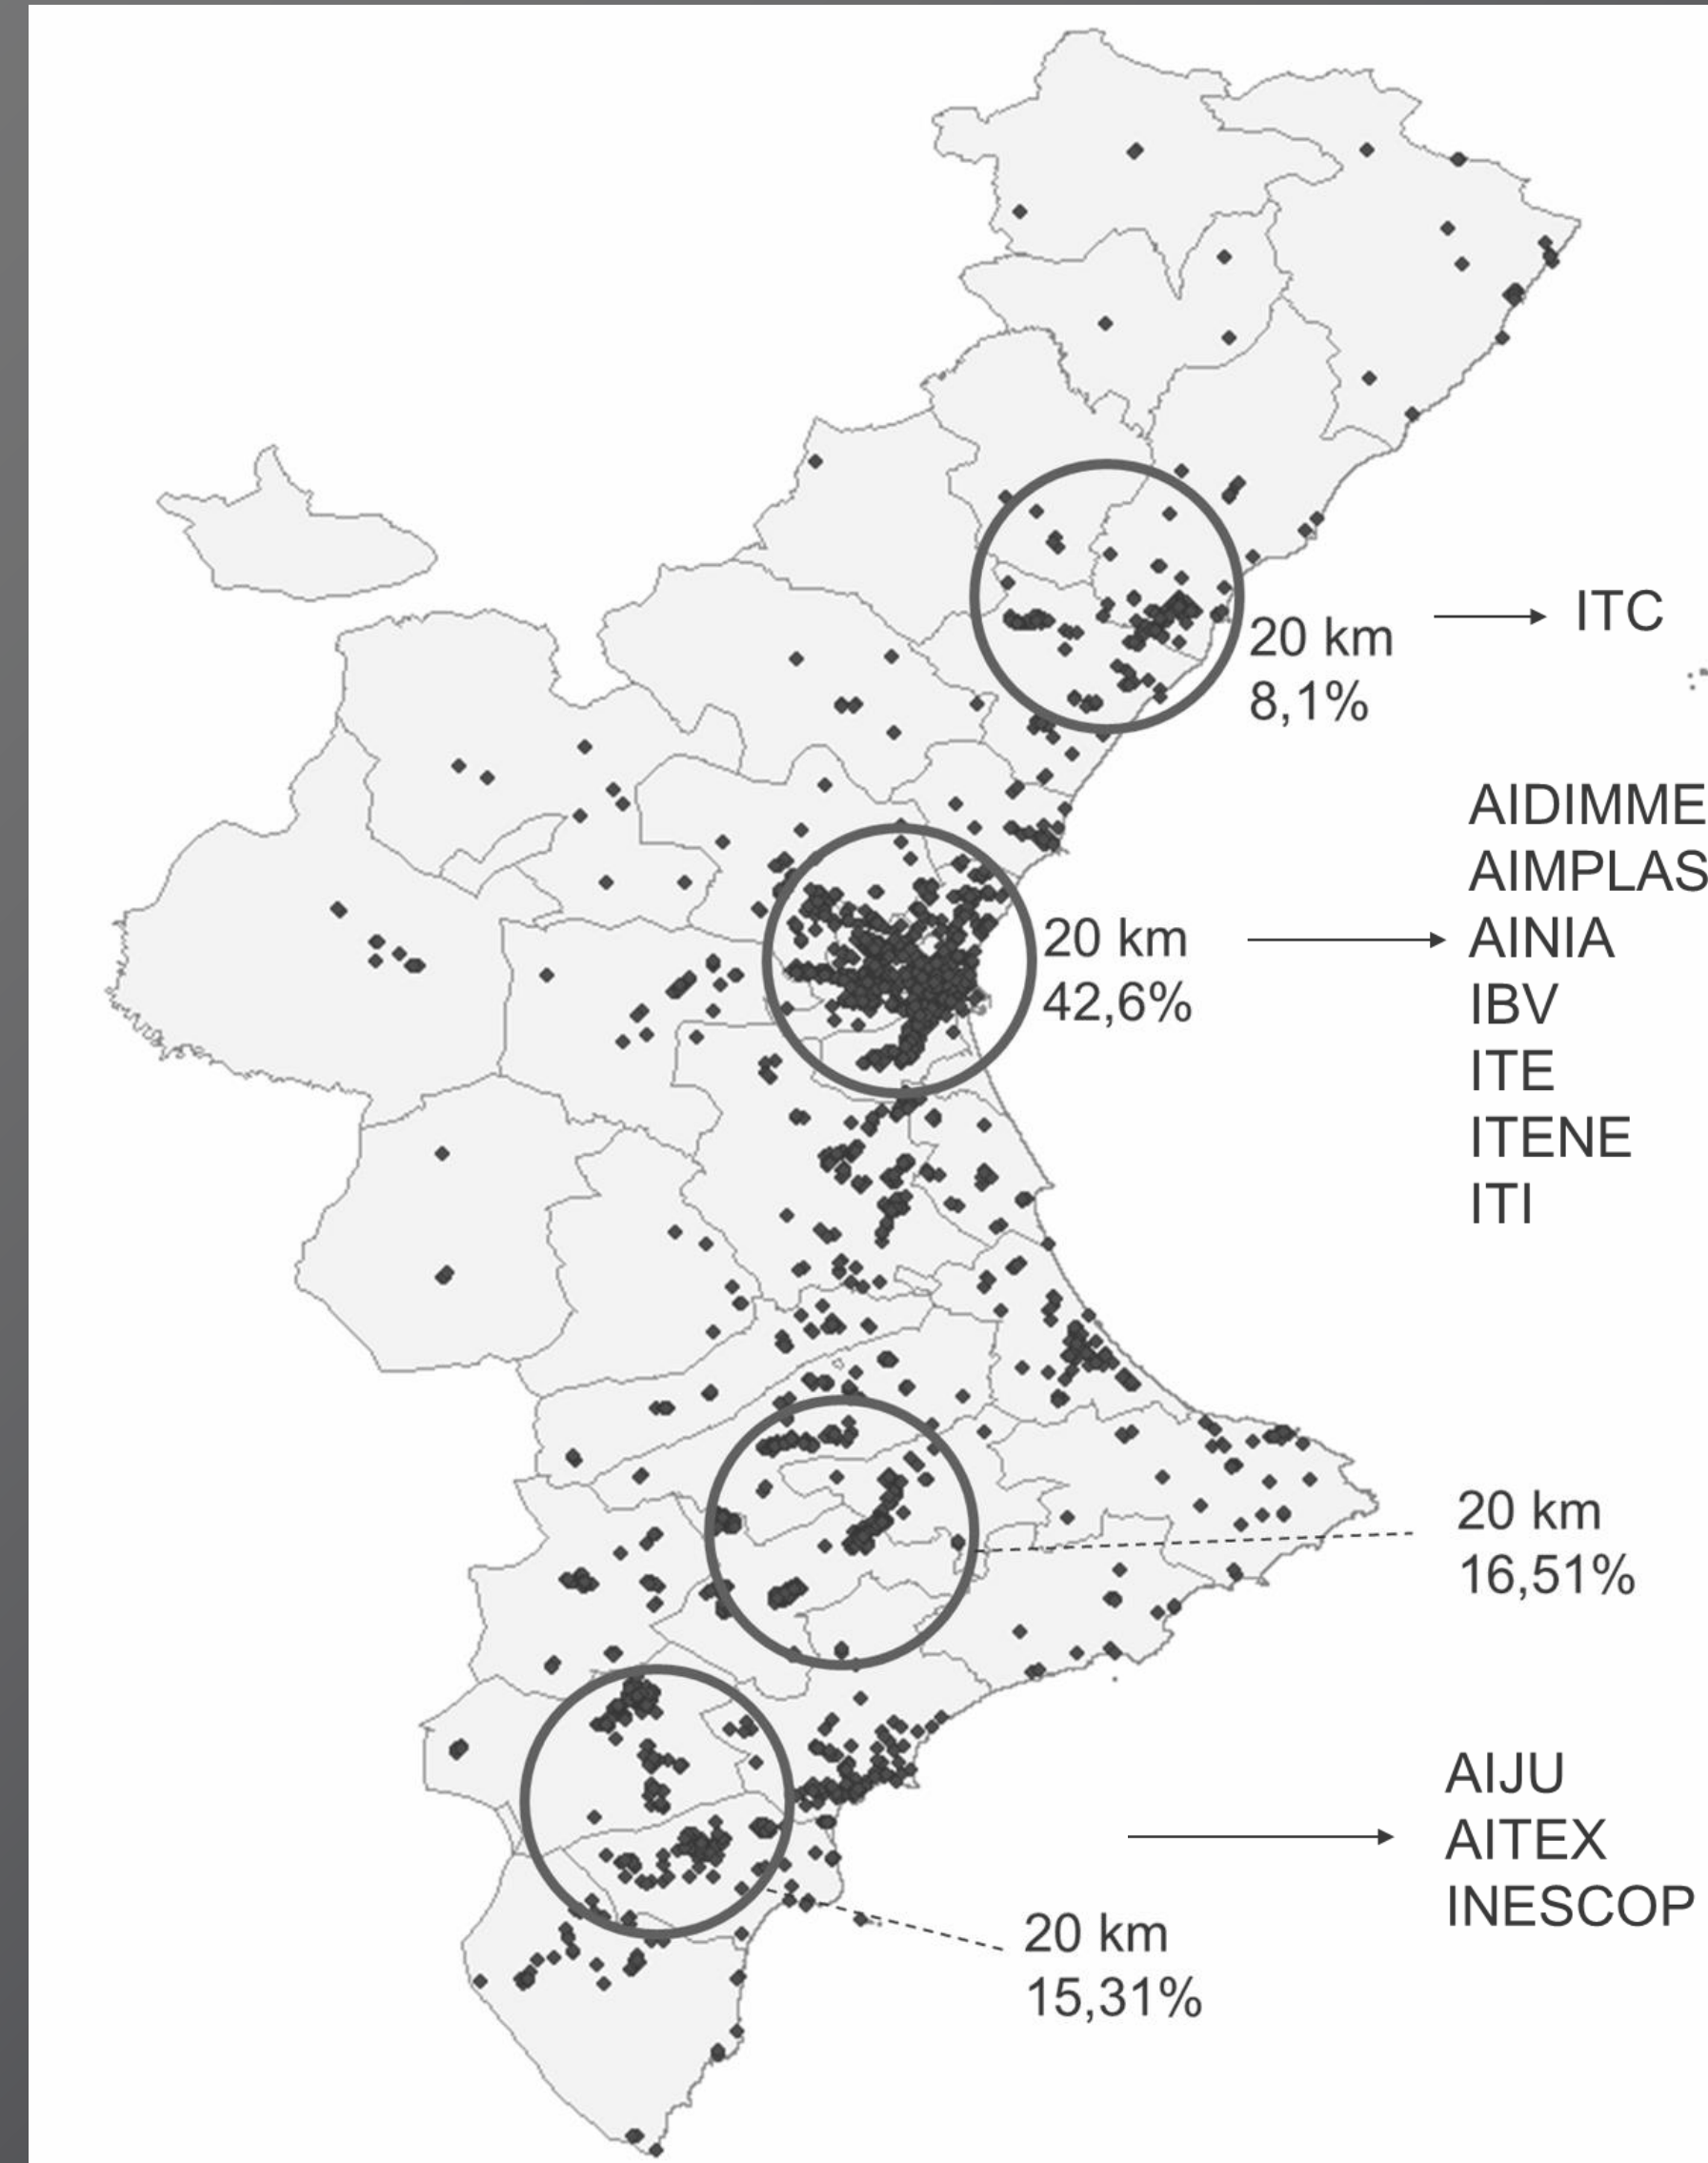 ITC
20 km
8,1%
AIDIMME
AIMPLAS
AINIA
IBV
ITE
ITENE
ITI
20 km
42,6%
20 km
16,51%
AIJU
AITEX
INESCOP
20 km
15,31%